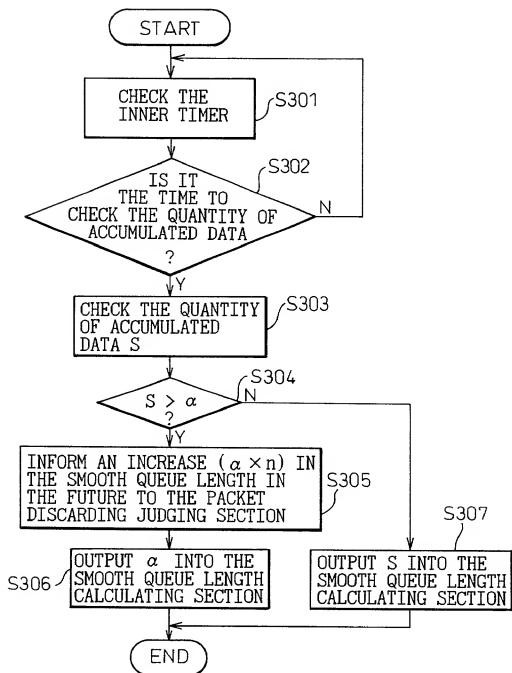 START
CHECK THE
INNER TIMER
S301
IS IT
THE TIME TO
CHECK THE QUANTITY OF
ACCUMULATED DATA
?
S302
N
Y
CHECK THE QUANTITY
OF ACCUMULATED
DATA S
S303
S > α
?
S304
N
Y
INFORM AN INCREASE (α×n) IN
THE SMOOTH QUEUE LENGTH IN
THE FUTURE TO THE PACKET
DISCARDING JUDGING SECTION
S305
OUTPUT α INTO THE
SMOOTH QUEUE LENGTH
CALCULATING SECTION
S306
S307
OUTPUT S INTO THE
SMOOTH QUEUE LENGTH
CALCULATING SECTION
END